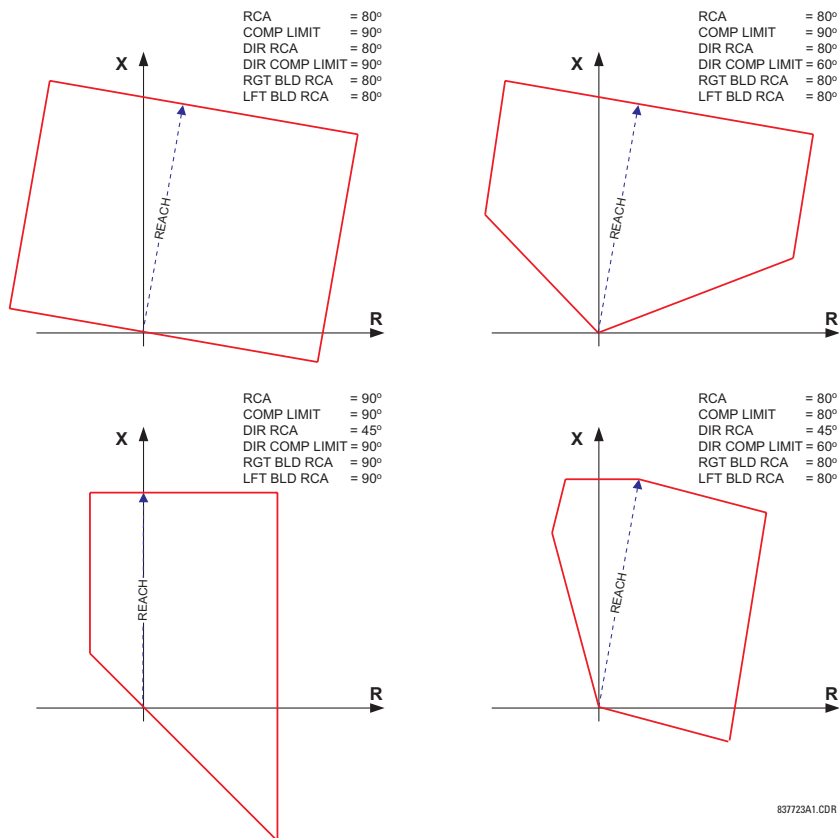 RCA = 80º
COMP LIMIT = 90º
DIR RCA = 80º
DIR COMP LIMIT = 90º
RGT BLD RCA = 80º
LFT BLD RCA = 80º
X
REACH
R
RCA = 80º
COMP LIMIT = 90º
DIR RCA = 80º
DIR COMP LIMIT = 60º
RGT BLD RCA = 80º
LFT BLD RCA = 80º
X
REACH
R
RCA = 90º
COMP LIMIT = 90º
DIR RCA = 45º
DIR COMP LIMIT = 90º
RGT BLD RCA = 90º
LFT BLD RCA = 90º
X
REACH
R
RCA = 80º
COMP LIMIT = 80º
DIR RCA = 45º
DIR COMP LIMIT = 60º
RGT BLD RCA = 80º
LFT BLD RCA = 80º
X
REACH
R
837723A1.CDR